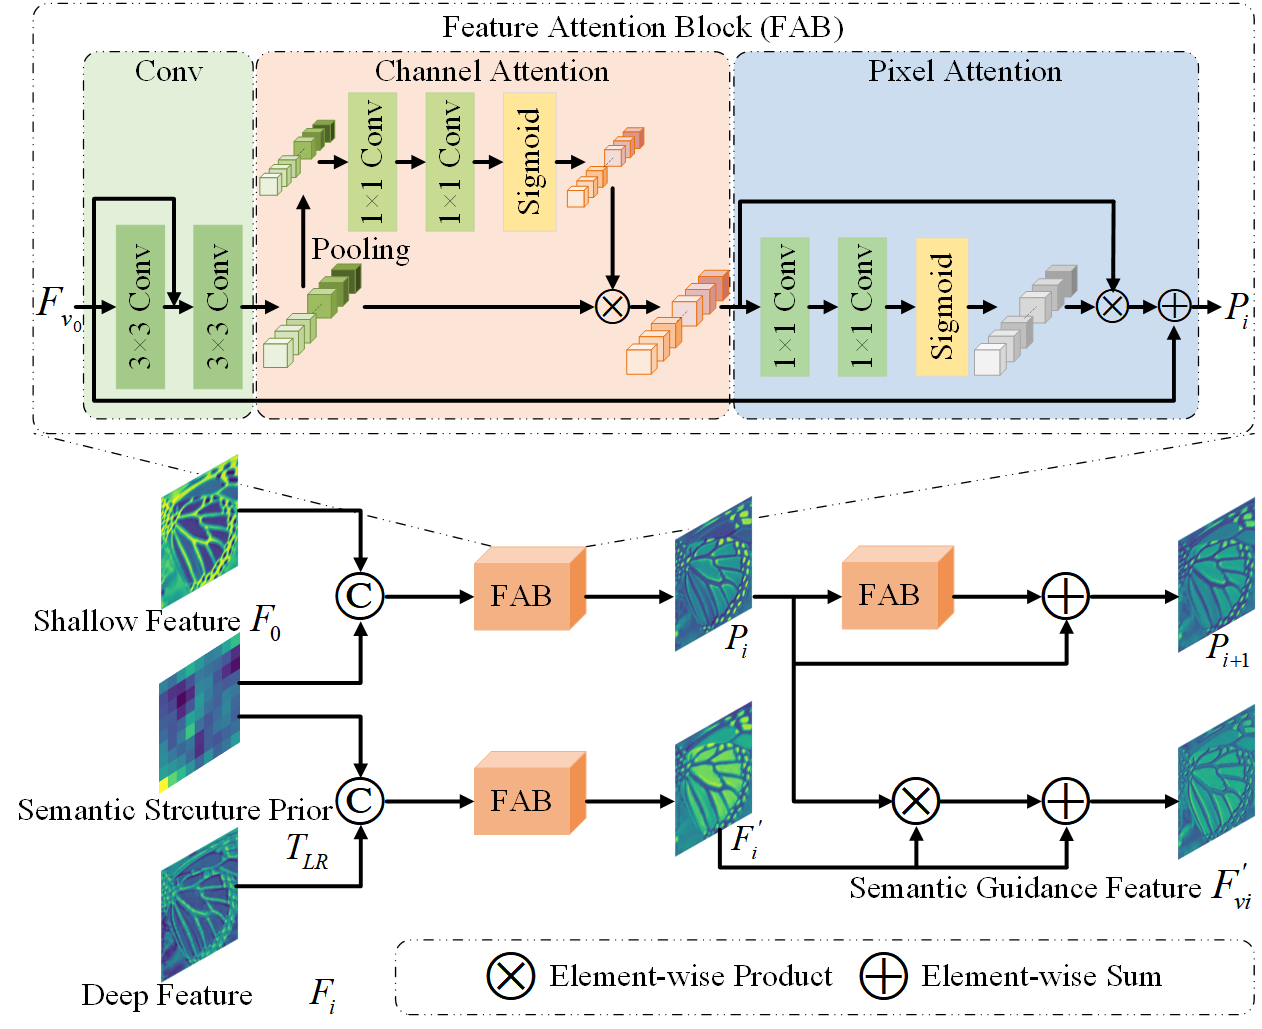 Feature Attention Block (FAB)
Conv
Channel Attention
Pixel Attention
1×1 Conv
1×1 Conv
Sigmoid
Pooling
F_{v_0}
3×3 Conv
3×3 Conv
1×1 Conv
1×1 Conv
Sigmoid
P_i
Shallow Feature F_0
C
FAB
P_i
FAB
P_{i+1}
Semantic Strcuture Prior
T_{LR}
C
FAB
F_i'
Semantic Guidance Feature F_{vi}'
Deep Feature F_i
Element-wise Product
Element-wise Sum